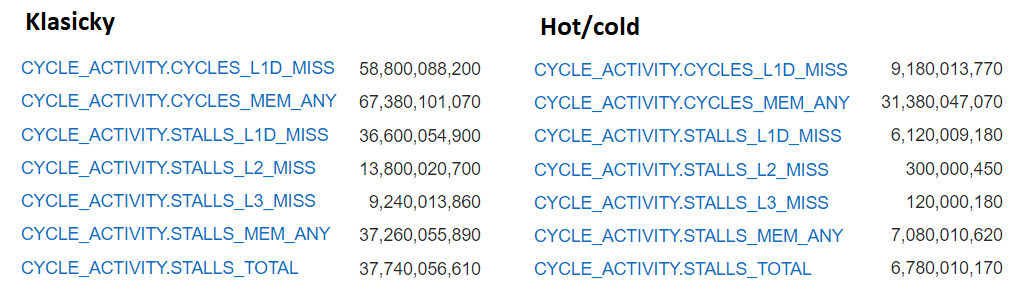 Klasicky
CYCLE_ACTIVITY.CYCLES_L1D_MISS 58,800,088,200
CYCLE_ACTIVITY.CYCLES_MEM_ANY 67,380,101,070
CYCLE_ACTIVITY.STALLS_L1D_MISS 36,600,054,900
CYCLE_ACTIVITY.STALLS_L2_MISS 13,800,020,700
CYCLE_ACTIVITY.STALLS_L3_MISS 9,240,013,860
CYCLE_ACTIVITY.STALLS_MEM_ANY 37,260,055,890
CYCLE_ACTIVITY.STALLS_TOTAL 37,740,056,610
Hot/cold
CYCLE_ACTIVITY.CYCLES_L1D_MISS 9,180,013,770
CYCLE_ACTIVITY.CYCLES_MEM_ANY 31,380,047,070
CYCLE_ACTIVITY.STALLS_L1D_MISS 6,120,009,180
CYCLE_ACTIVITY.STALLS_L2_MISS 300,000,450
CYCLE_ACTIVITY.STALLS_L3_MISS 120,000,180
CYCLE_ACTIVITY.STALLS_MEM_ANY 7,080,010,620
CYCLE_ACTIVITY.STALLS_TOTAL 6,780,010,170